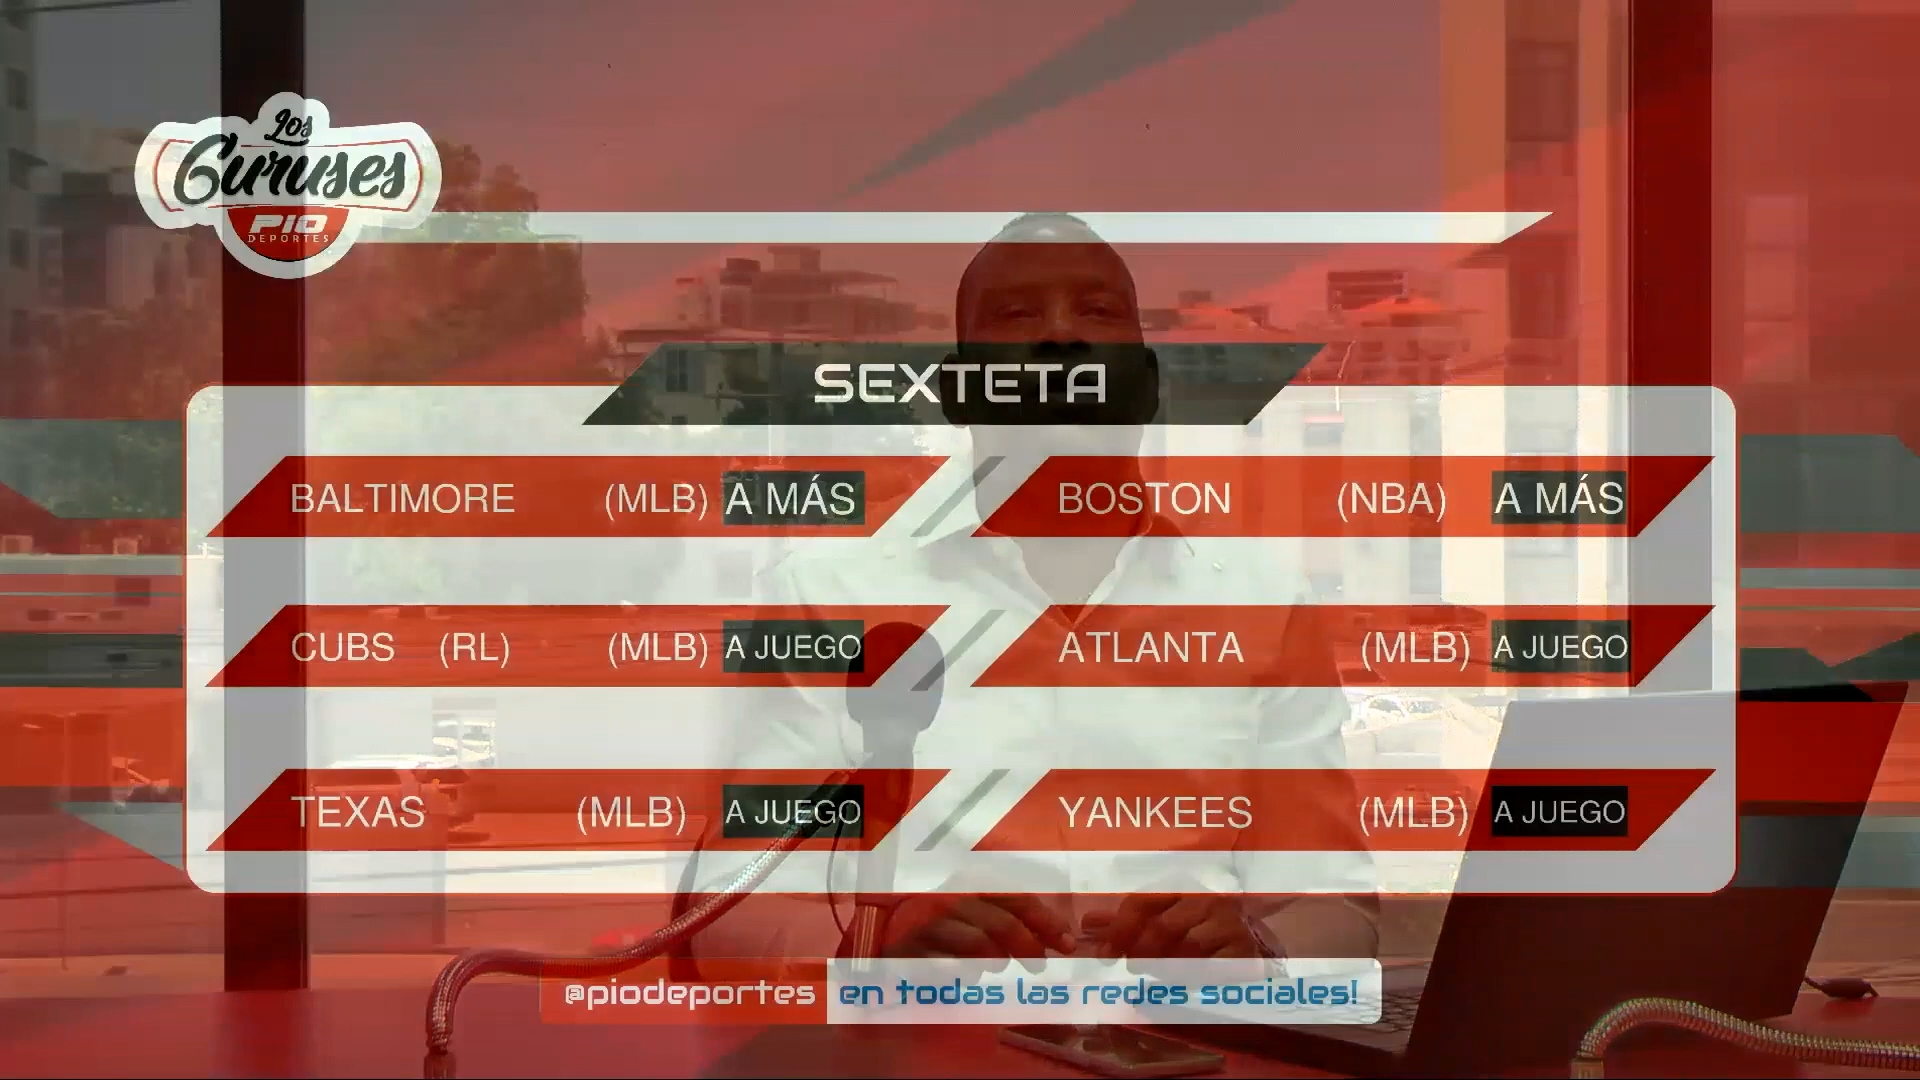 Los
Guruses
PIO
DEPORTES
SEXTETA
BALTIMORE (MLB) A MÁS
BOSTON (NBA) A MÁS
CUBS (RL) (MLB) A JUEGO
ATLANTA (MLB) A JUEGO
TEXAS (MLB) A JUEGO
YANKEES (MLB) A JUEGO
@piodeportes en todas las redes sociales!